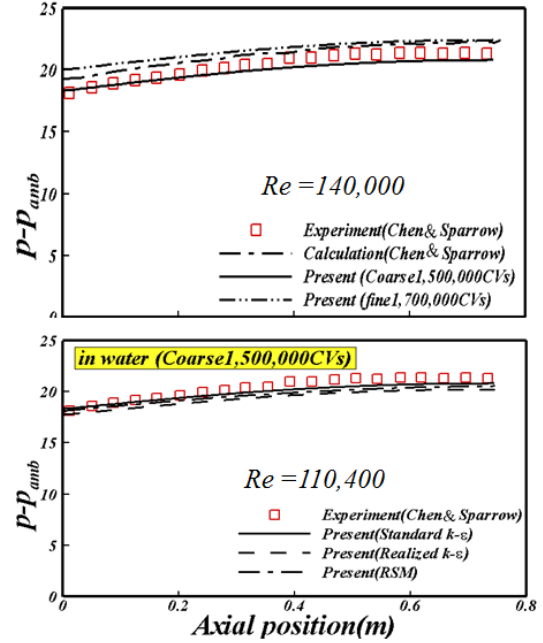 25
20
15
10
5
0
p-p_amb
Re =140,000
Experiment(Chen& Sparrow)
Calculation(Chen& Sparrow)
Present (Coarse1,500,000CVs)
Present (fine1,700,000CVs)
in water (Coarse1,500,000CVs)
25
20
15
10
5
0
p-p_amb
Re =110,400
Experiment(Chen& Sparrow)
Present(Standard k-ε)
Present(Realized k-ε)
Present(RSM)
0 0.2 0.4 0.6 0.8
Axial position(m)